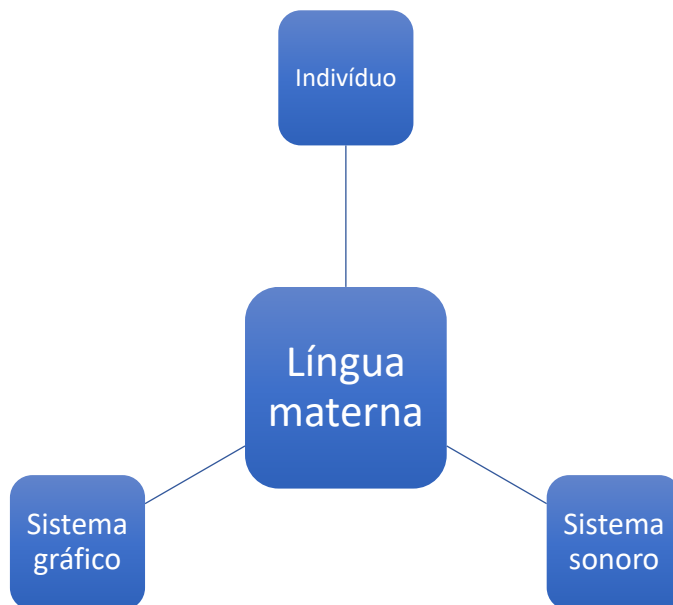 Indivíduo
Língua
materna
Sistema
gráfico
Sistema
sonoro